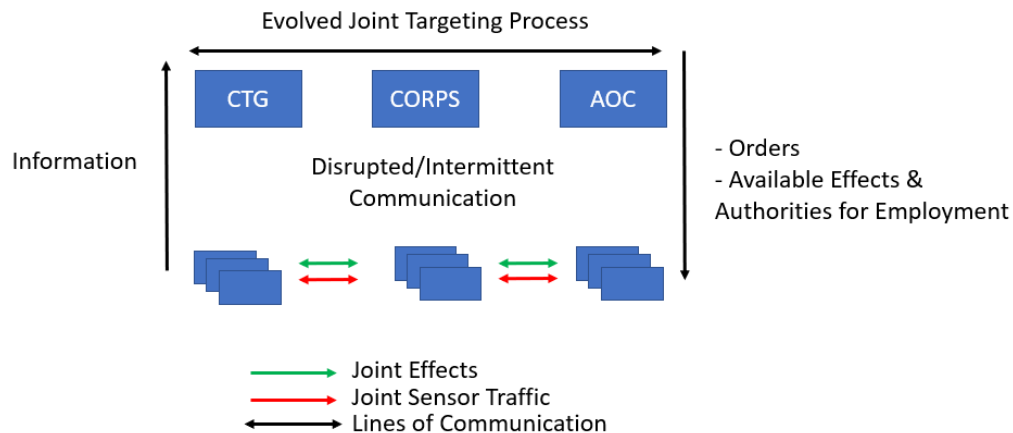 Evolved Joint Targeting Process
CTG
CORPS
AOC
Information
Disrupted/Intermittent
Communication
- Orders
- Available Effects &
Authorities for Employment
Joint Effects
Joint Sensor Traffic
Lines of Communication